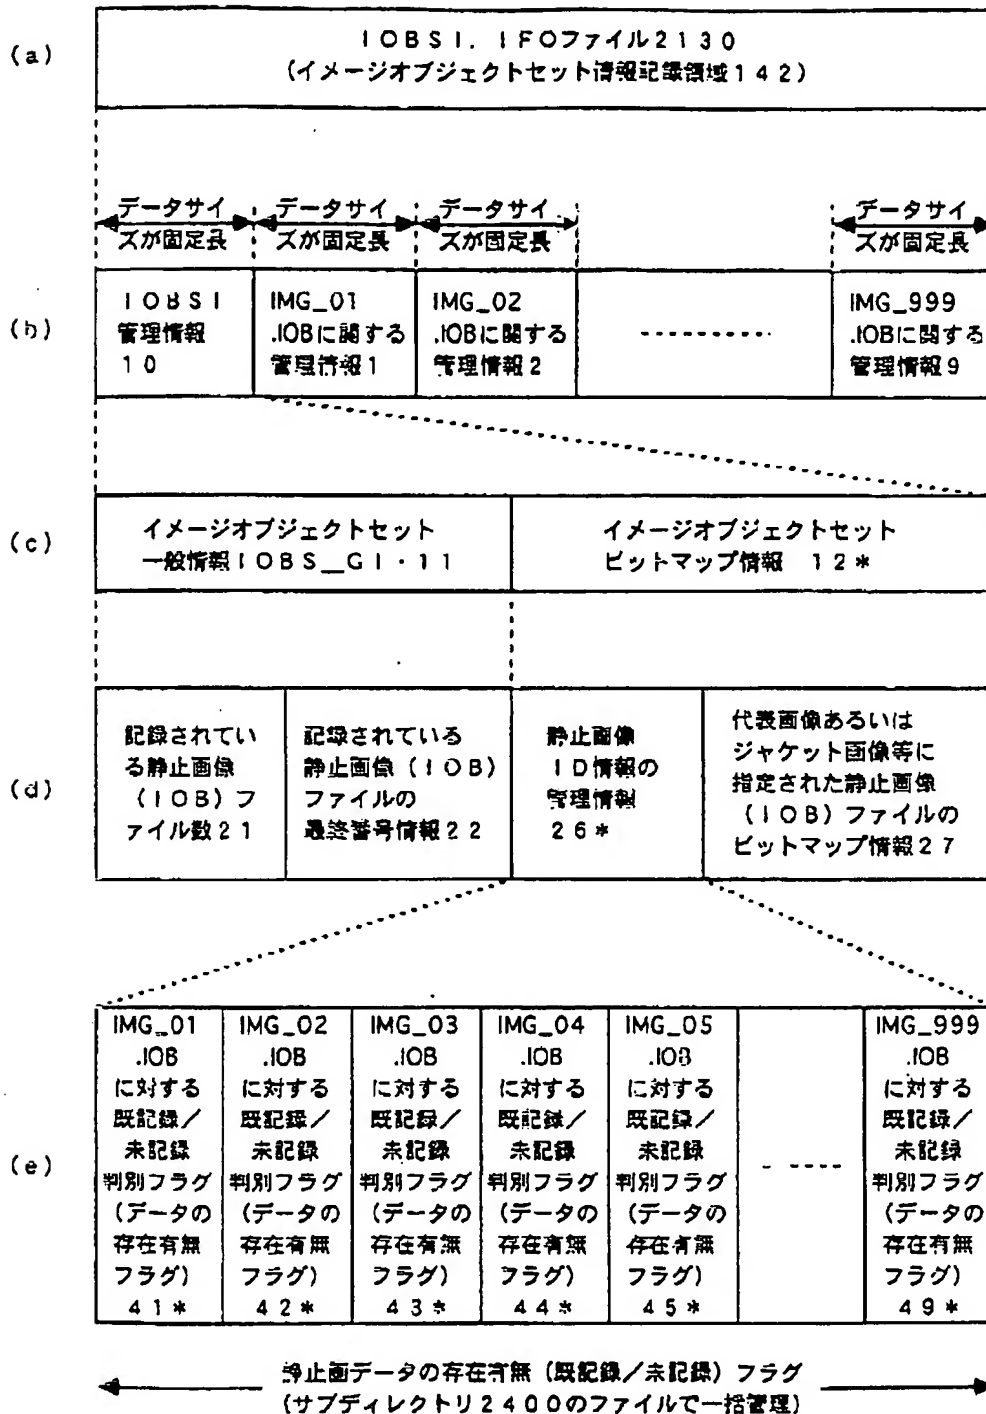 (a)
IOBSI. IFOファイル2130
(イメージオブジェクトセット情報記録領域142)
データサイ
ズが固定長
データサイ
ズが固定長
データサイ
ズが固定長
データサイ
ズが固定長
(b)
IOBSI
管理情報
10
IMG_01
.IOBに関する
管理情報1
IMG_02
.IOBに関する
管理情報2
IMG_999
.IOBに関する
管理情報9
(c)
イメージオブジェクトセット
一般情報IOBS_GI・11
イメージオブジェクトセット
ビットマップ情報 12*
(d)
記録されてい
る静止画像
(IOB)フ
ァイル数21
記録されている
静止画像(IOB)
ファイルの
最終番号情報22
静止画像
ID情報の
管理情報
26*
代表画像あるいは
ジャケット画像等に
指定された静止画像
(IOB)ファイルの
ビットマップ情報27
(e)
IMG_01
.IOB
に対する
既記録/
未記録
判別フラグ
(データの
存在有無
フラグ)
41*
IMG_02
.IOB
に対する
既記録/
未記録
判別フラグ
(データの
存在有無
フラグ)
42*
IMG_03
.IOB
に対する
既記録/
未記録
判別フラグ
(データの
存在有無
フラグ)
43*
IMG_04
.IOB
に対する
既記録/
未記録
判別フラグ
(データの
存在有無
フラグ)
44*
IMG_05
.IOB
に対する
既記録/
未記録
判別フラグ
(データの
存在有無
フラグ)
45*
IMG_999
.IOB
に対する
既記録/
未記録
判別フラグ
(データの
存在有無
フラグ)
49*
静止画データの存在有無(既記録/未記録)フラグ
(サブディレクトリ2400のファイルで一括管理)